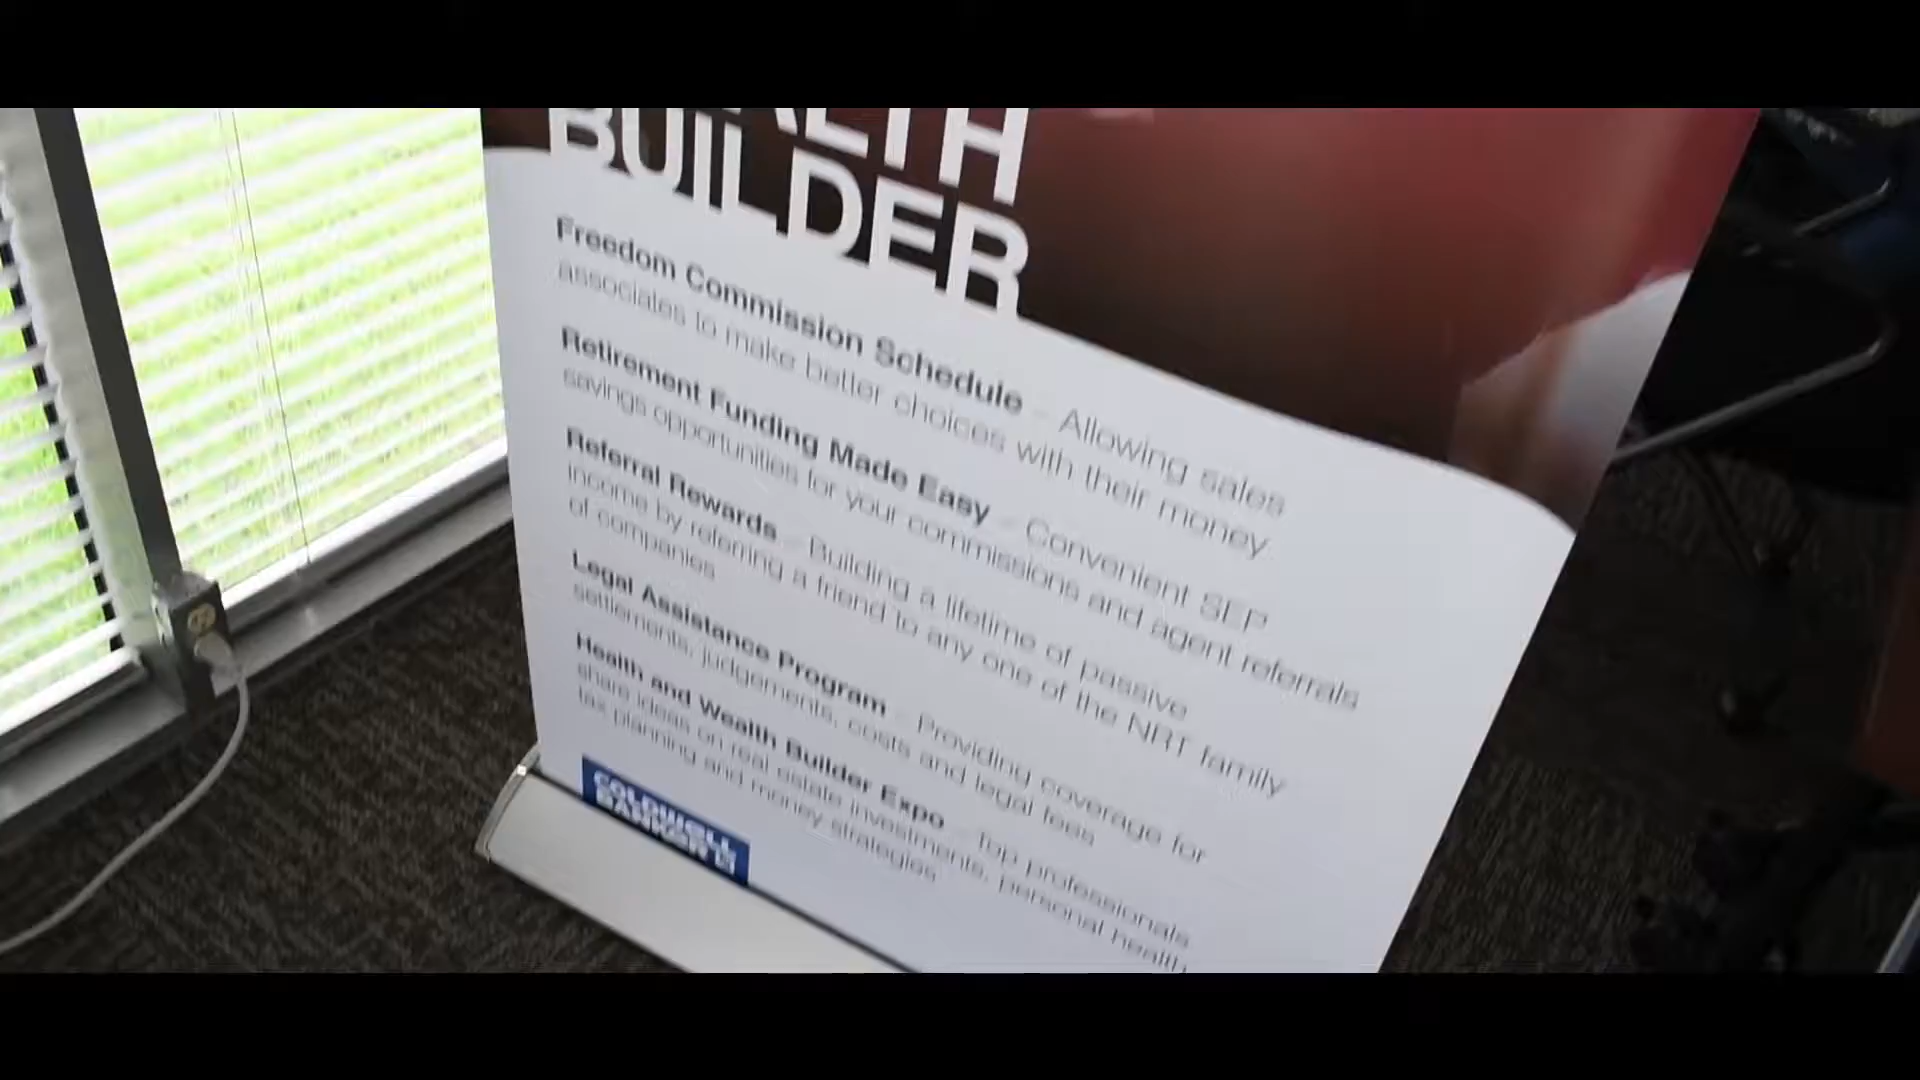 ALTH
BUILDER
Freedom Commission Schedule – Allowing sales
associates to make better choices with their money
Retirement Funding Made Easy – Convenient SEP
savings opportunities for your commissions and agent referrals
Referral Rewards – Building a lifetime of passive
income by referring a friend to any one of the NRT family
of companies
Legal Assistance Program – Providing coverage for
settlements, judgements, costs and legal fees
Health and Wealth Builder Expo – Top professionals
share ideas on real estate investments, personal health
tax planning and money strategies
COLDWELL
BANKER